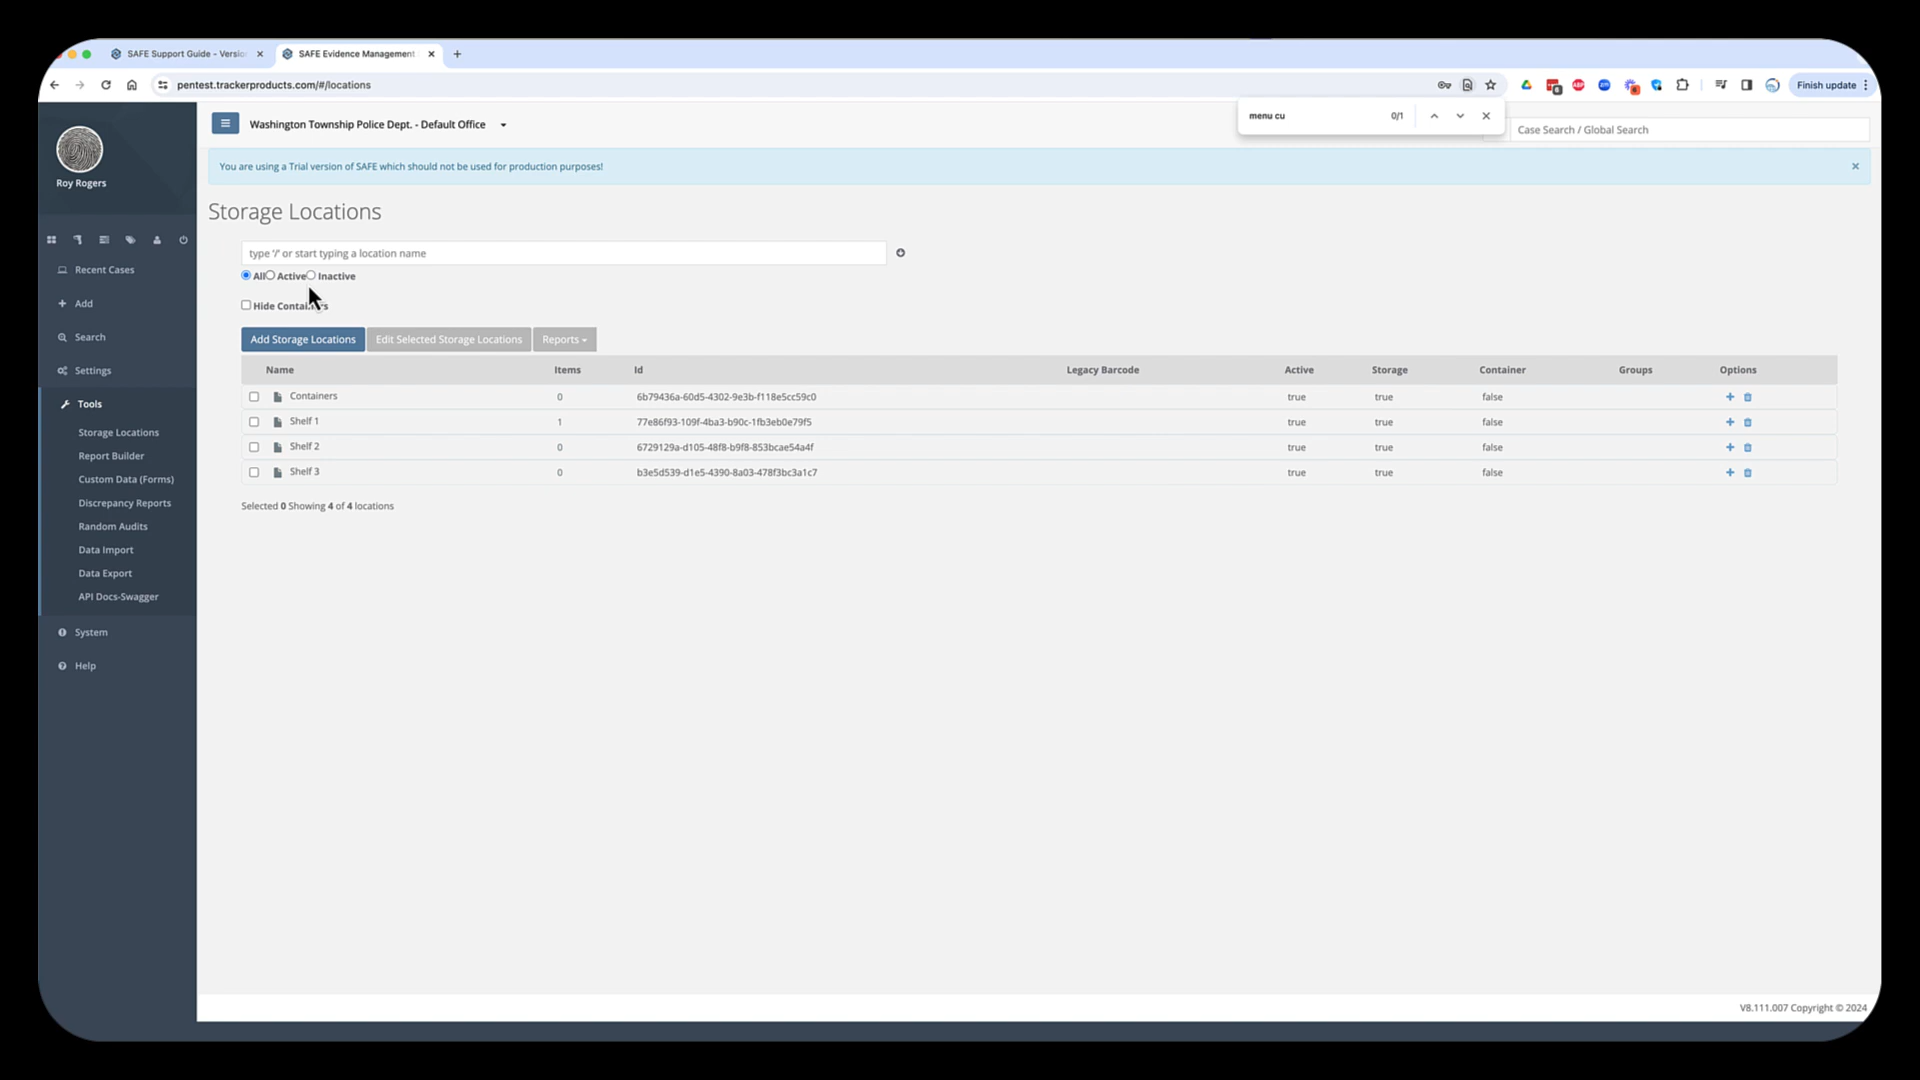 SAFE Support Guide - Versio
SAFE Evidence Management
pentest.trackerproducts.com/#/locations
Finish update
menu cu 0/1
Roy Rogers
Washington Township Police Dept. - Default Office
Case Search / Global Search
You are using a Trial version of SAFE which should not be used for production purposes!
Storage Locations
type '/' or start typing a location name
All Active Inactive
Hide Containers
Add Storage Locations Edit Selected Storage Locations Reports
Name Items Id Legacy Barcode Active Storage Container Groups Options
Containers 0 6b79436a-60d5-4302-9e3b-f118e5cc59c0 true true false
Shelf 1 1 77e86f93-109f-4ba3-b90c-1fb3eb0e79f5 true true false
Shelf 2 0 6729129a-d105-48f8-b9f8-853bcae54a4f true true false
Shelf 3 0 b3e5d539-d1e5-4390-8a03-478f3bc3a1c7 true true false
Selected 0 Showing 4 of 4 locations
Recent Cases
Add
Search
Settings
Tools
Storage Locations
Report Builder
Custom Data (Forms)
Discrepancy Reports
Random Audits
Data Import
Data Export
API Docs-Swagger
System
Help
V8.111.007 Copyright © 2024